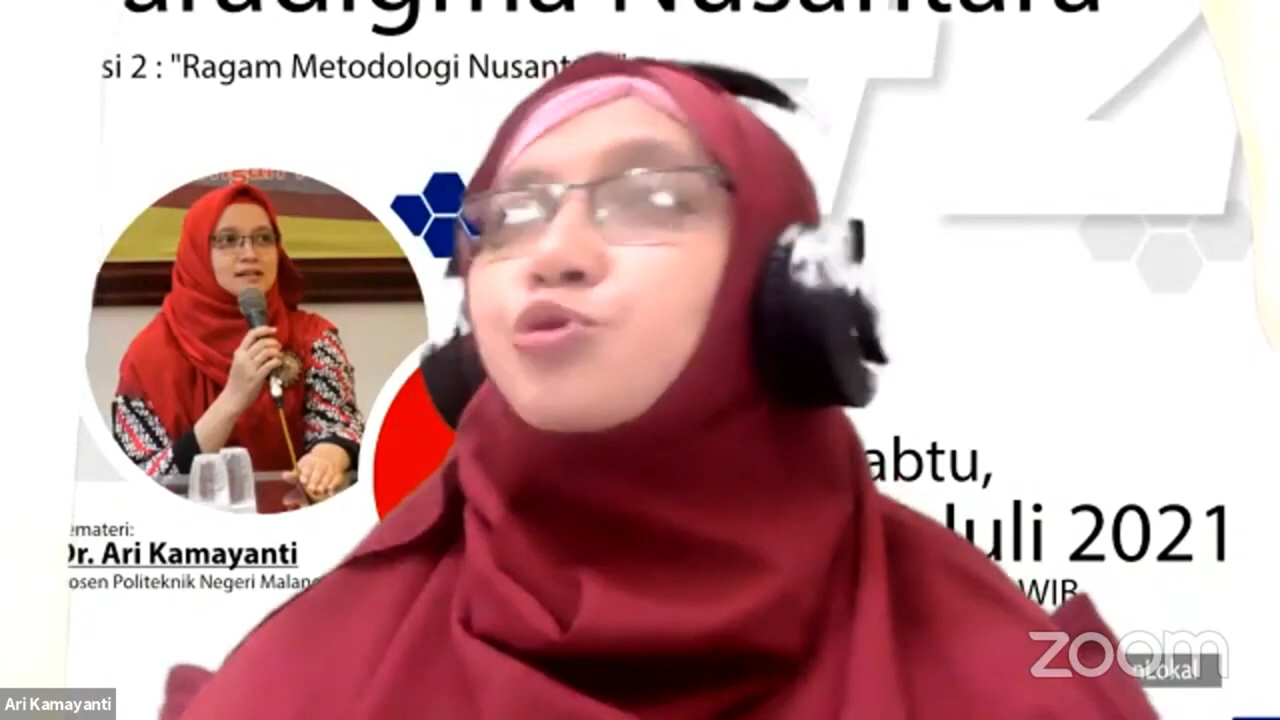 aradigma Nusantara
si 2 : "Ragam Metodologi Nusant
emateri:
Dr. Ari Kamayanti
osen Politeknik Negeri Malang
abtu,
Juli 2021
WIB
zoom
nLokal
Ari Kamayanti